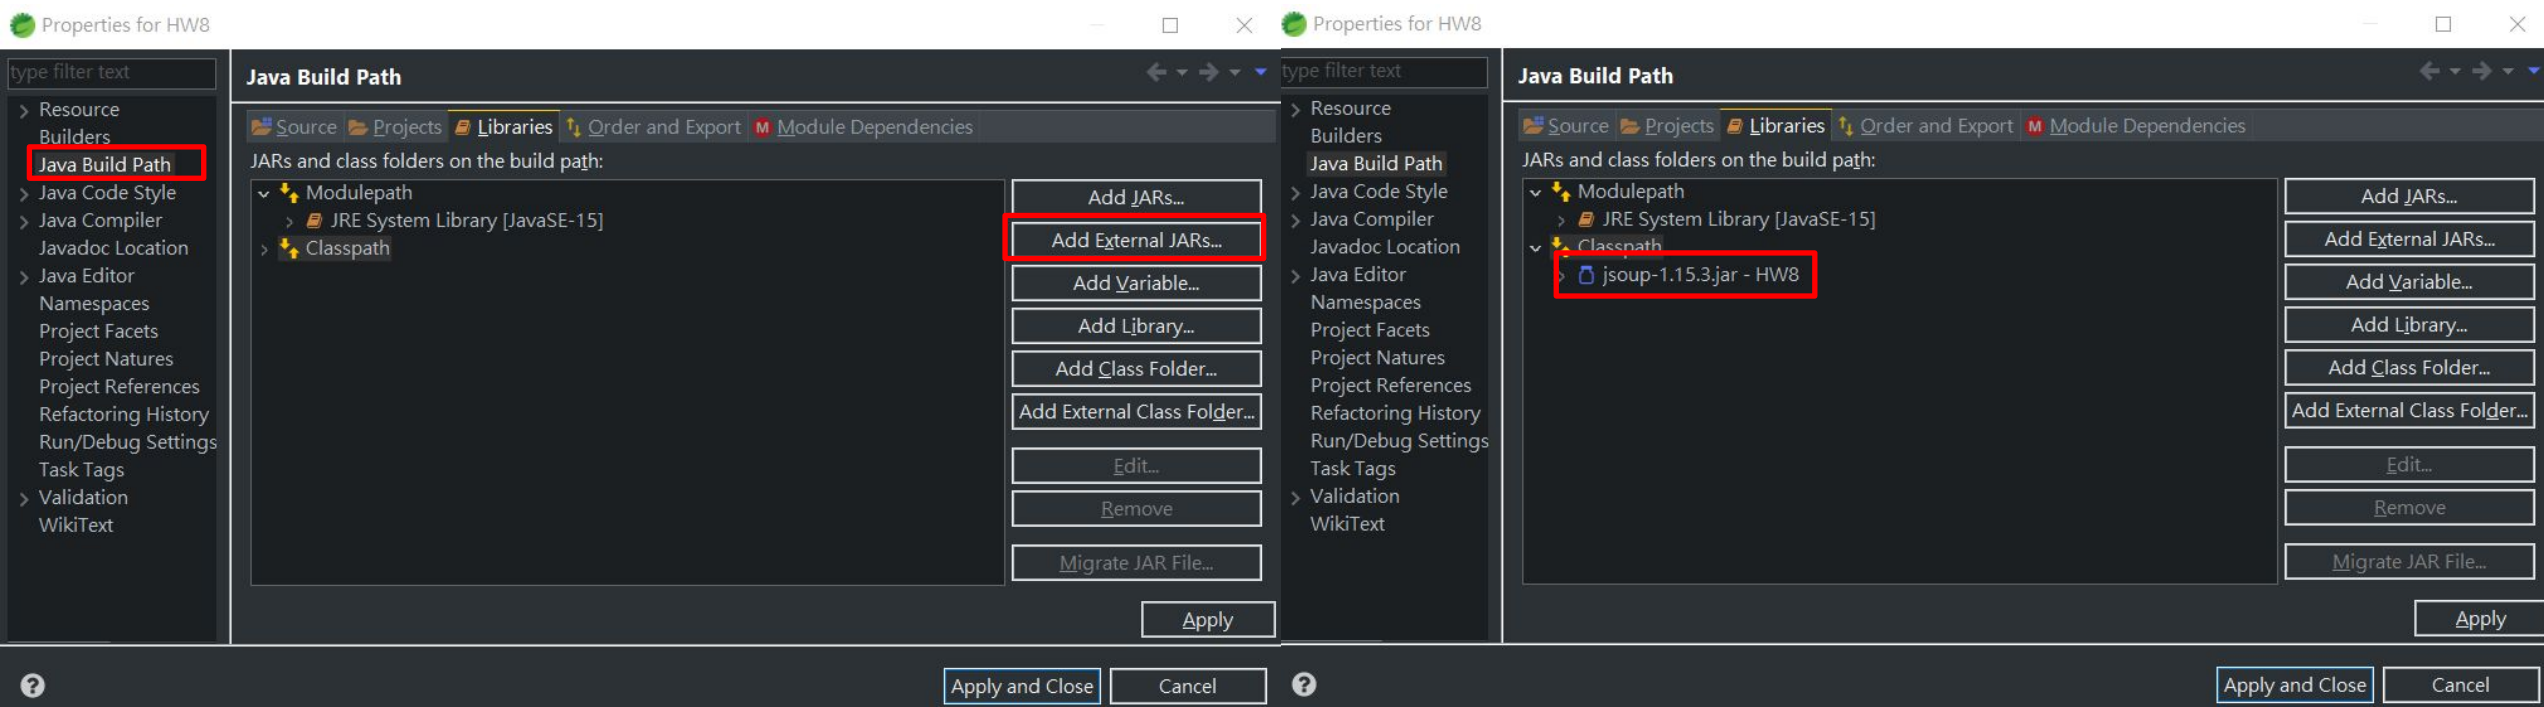 Properties for HW8
type filter text
Resource
Builders
Java Build Path
Java Code Style
Java Compiler
Javadoc Location
Java Editor
Namespaces
Project Facets
Project Natures
Project References
Refactoring History
Run/Debug Settings
Task Tags
Validation
WikiText
Java Build Path
Source Projects Libraries Order and Export M Module Dependencies
JARs and class folders on the build path:
Modulepath
JRE System Library [JavaSE-15]
Classpath
Add JARs...
Add External JARs...
Add Variable...
Add Library...
Add Class Folder...
Add External Class Folder...
Edit...
Remove
Migrate JAR File...
Apply
?
Apply and Close
Cancel
Properties for HW8
type filter text
Resource
Builders
Java Build Path
Java Code Style
Java Compiler
Javadoc Location
Java Editor
Namespaces
Project Facets
Project Natures
Project References
Refactoring History
Run/Debug Settings
Task Tags
Validation
WikiText
Java Build Path
Source Projects Libraries Order and Export M Module Dependencies
JARs and class folders on the build path:
Modulepath
JRE System Library [JavaSE-15]
Classpath
jsoup-1.15.3.jar - HW8
Add JARs...
Add External JARs...
Add Variable...
Add Library...
Add Class Folder...
Add External Class Folder...
Edit...
Remove
Migrate JAR File...
Apply
?
Apply and Close
Cancel